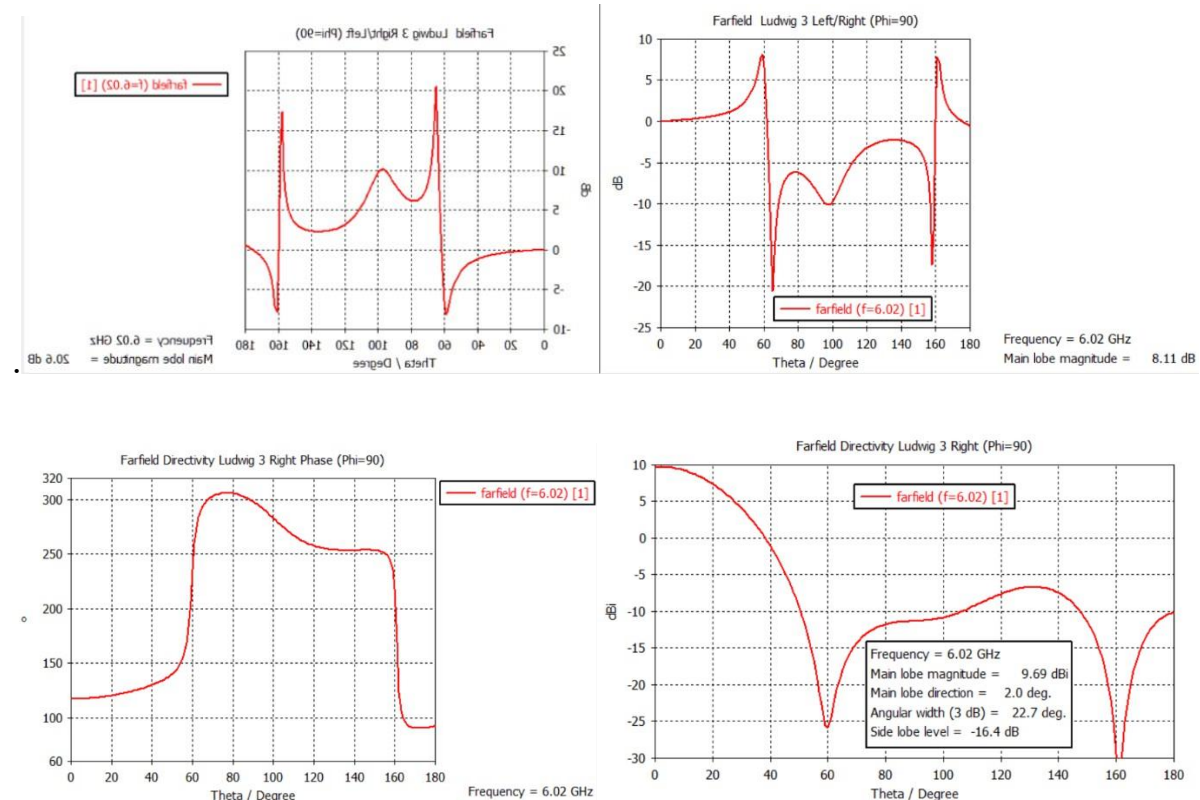 Farfield Ludwig 3 Right/Left (Phi=90)
farfield (f=6.02) [1]
25
20
15
10
5
0
-5
-10
dB
180 160 140 120 100 80 60 40 20 0
Theta / Degree
Frequency = 6.02 GHz
Main lobe magnitude = 20.6 dB
Farfield Ludwig 3 Left/Right (Phi=90)
10
5
0
-5
-10
-15
-20
-25
dB
farfield (f=6.02) [1]
0 20 40 60 80 100 120 140 160 180
Theta / Degree
Frequency = 6.02 GHz
Main lobe magnitude = 8.11 dB
Farfield Directivity Ludwig 3 Right Phase (Phi=90)
320
300
250
200
150
100
60
°
farfield (f=6.02) [1]
0 20 40 60 80 100 120 140 160 180
Theta / Degree
Frequency = 6.02 GHz
Farfield Directivity Ludwig 3 Right (Phi=90)
10
5
0
-5
-10
-15
-20
-25
-30
dBi
farfield (f=6.02) [1]
Frequency = 6.02 GHz
Main lobe magnitude = 9.69 dBi
Main lobe direction = 2.0 deg.
Angular width (3 dB) = 22.7 deg.
Side lobe level = -16.4 dB
0 20 40 60 80 100 120 140 160 180
Theta / Degree